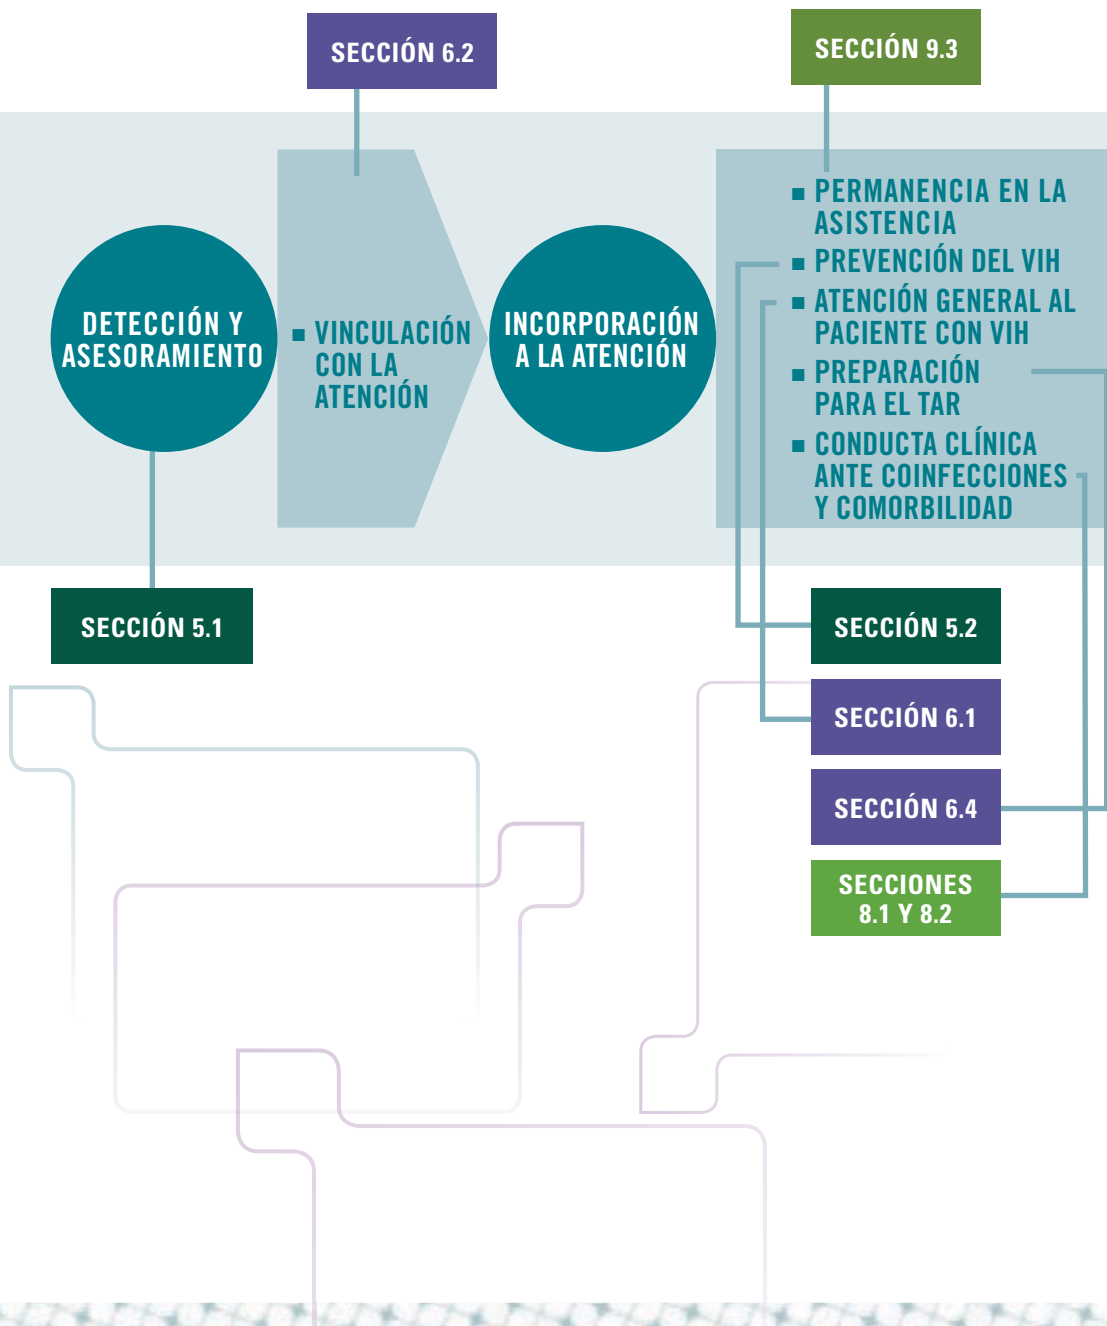 SECCIÓN 6.2
SECCIÓN 9.3
DETECCIÓN Y
ASESORAMIENTO
▪ VINCULACIÓN
CON LA
ATENCIÓN
INCORPORACIÓN
A LA ATENCIÓN
▪ PERMANENCIA EN LA
ASISTENCIA
▪ PREVENCIÓN DEL VIH
▪ ATENCIÓN GENERAL AL
PACIENTE CON VIH
▪ PREPARACIÓN
PARA EL TAR
▪ CONDUCTA CLÍNICA
ANTE COINFECCIONES
Y COMORBILIDAD
SECCIÓN 5.1
SECCIÓN 5.2
SECCIÓN 6.1
SECCIÓN 6.4
SECCIONES
8.1 Y 8.2